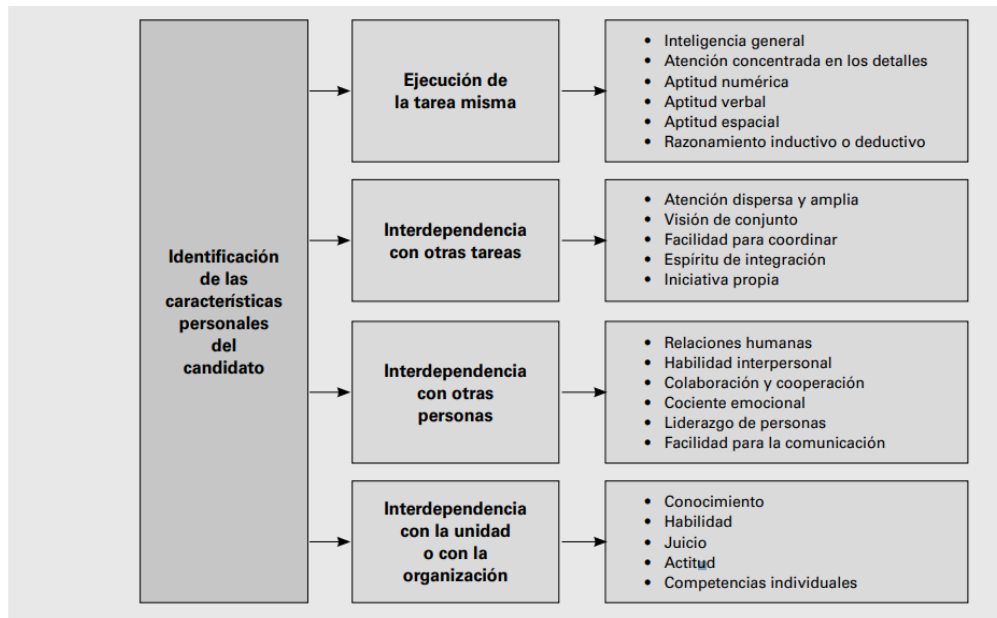 Identificación
de las
características
personales
del
candidato
Ejecución de
la tarea misma
• Inteligencia general
• Atención concentrada en los detalles
• Aptitud numérica
• Aptitud verbal
• Aptitud espacial
• Razonamiento inductivo o deductivo
Interdependencia
con otras tareas
• Atención dispersa y amplia
• Visión de conjunto
• Facilidad para coordinar
• Espíritu de integración
• Iniciativa propia
Interdependencia
con otras
personas
• Relaciones humanas
• Habilidad interpersonal
• Colaboración y cooperación
• Cociente emocional
• Liderazgo de personas
• Facilidad para la comunicación
Interdependencia
con la unidad
o con la
organización
• Conocimiento
• Habilidad
• Juicio
• Actitud
• Competencias individuales